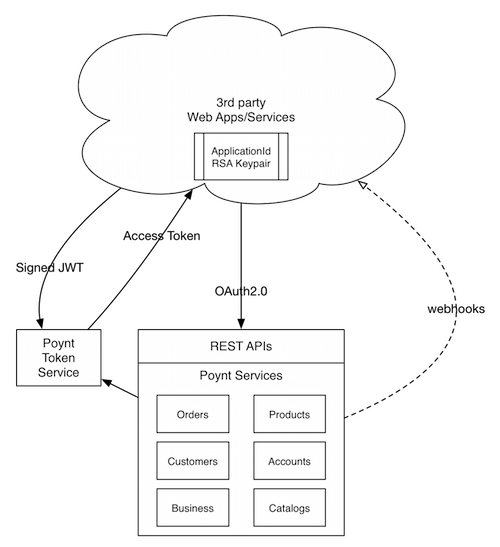 3rd party
Web Apps/Services
ApplicationId
RSA Keypair
Access Token
Signed JWT
OAuth2.0
webhooks
Poynt
Token
Service
REST APIs
Poynt Services
Orders
Products
Customers
Accounts
Business
Catalogs